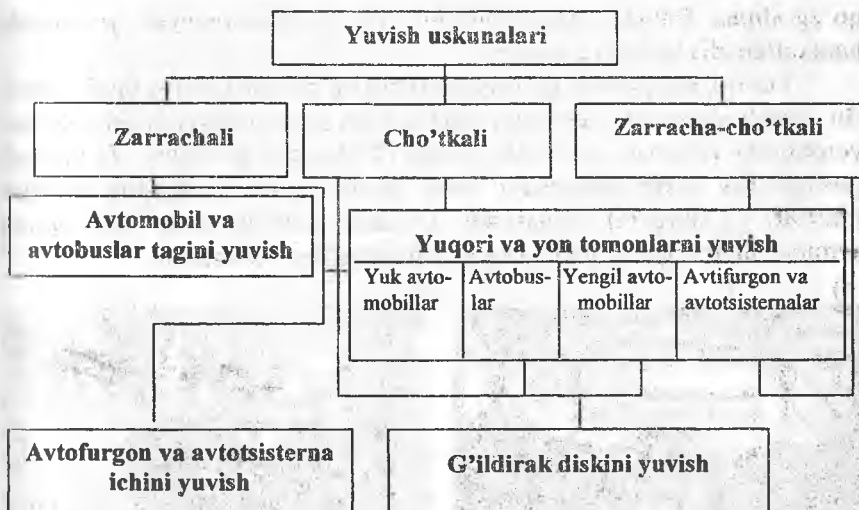 Yuvish uskunalari
Zarrachali
Cho'tkali
Zarracha-cho'tkali
Avtomobil va
avtobuslar tagini yuvish
Yuqori va yon tomonlarni yuvish
Yuk avto-
mobillar
Avtobus-
lar
Yengil avto-
mobillar
Avtifurgon va
avtotsisternalar
Avtofurgon va avtotsisterna
ichini yuvish
G'ildirak diskini yuvish